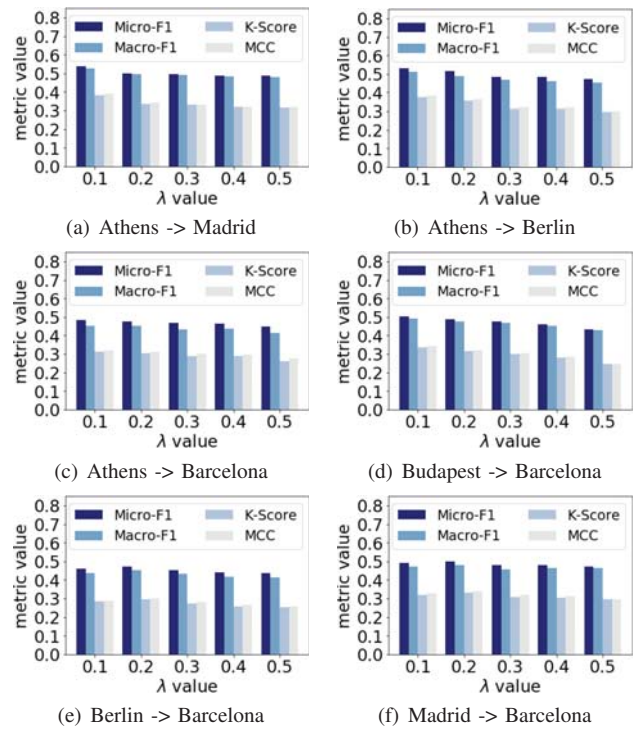 Micro-F1 K-Score
Macro-F1 MCC
metric value
0.8
0.7
0.6
0.5
0.4
0.3
0.2
0.1
0.0
0.1 0.2 0.3 0.4 0.5
λ value
(a) Athens -> Madrid
Micro-F1 K-Score
Macro-F1 MCC
metric value
0.8
0.7
0.6
0.5
0.4
0.3
0.2
0.1
0.0
0.1 0.2 0.3 0.4 0.5
λ value
(b) Athens -> Berlin
Micro-F1 K-Score
Macro-F1 MCC
metric value
0.8
0.7
0.6
0.5
0.4
0.3
0.2
0.1
0.0
0.1 0.2 0.3 0.4 0.5
λ value
(c) Athens -> Barcelona
Micro-F1 K-Score
Macro-F1 MCC
metric value
0.8
0.7
0.6
0.5
0.4
0.3
0.2
0.1
0.0
0.1 0.2 0.3 0.4 0.5
λ value
(d) Budapest -> Barcelona
Micro-F1 K-Score
Macro-F1 MCC
metric value
0.8
0.7
0.6
0.5
0.4
0.3
0.2
0.1
0.0
0.1 0.2 0.3 0.4 0.5
λ value
(e) Berlin -> Barcelona
Micro-F1 K-Score
Macro-F1 MCC
metric value
0.8
0.7
0.6
0.5
0.4
0.3
0.2
0.1
0.0
0.1 0.2 0.3 0.4 0.5
λ value
(f) Madrid -> Barcelona